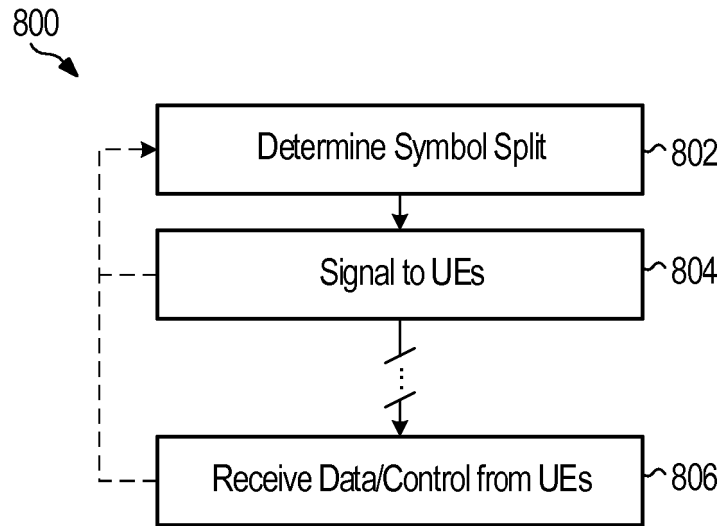 800
Determine Symbol Split
802
Signal to UEs
804
Receive Data/Control from UEs
806